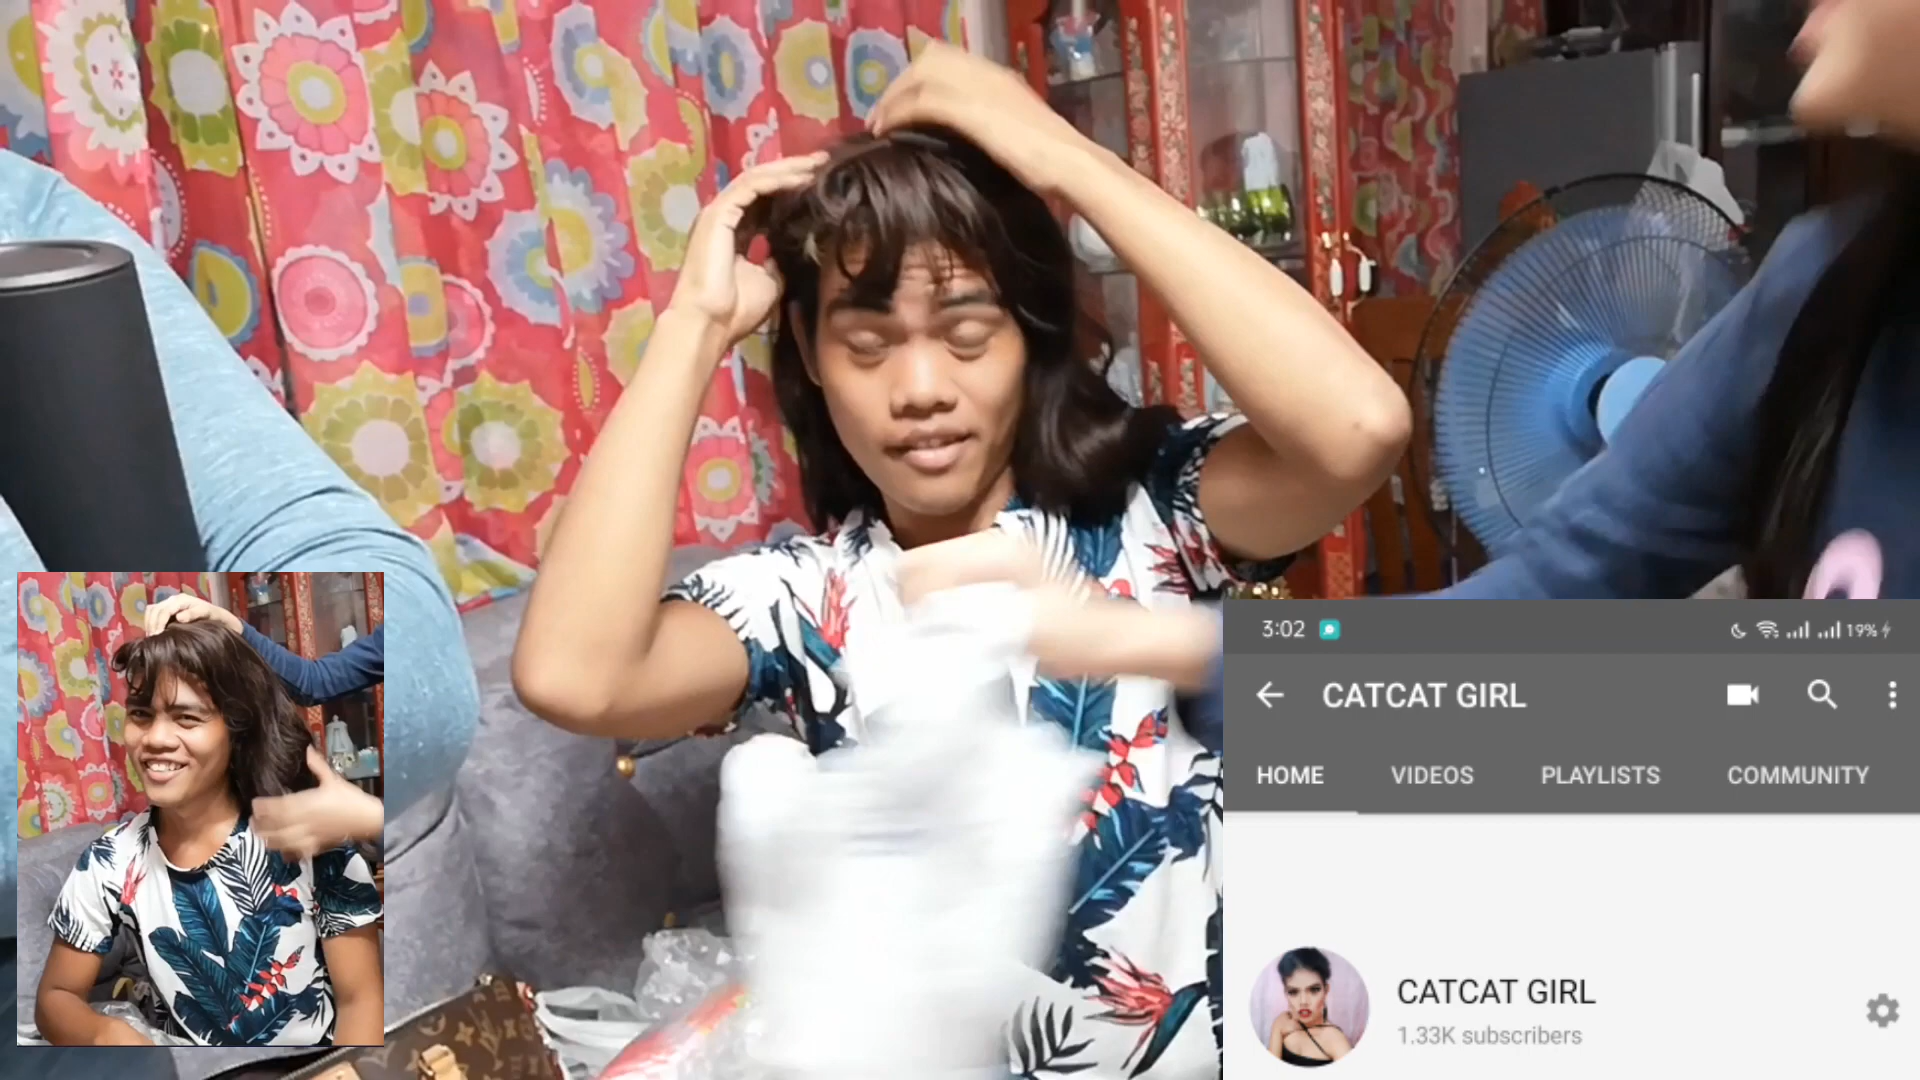 3:02
19%
CATCAT GIRL
HOME VIDEOS PLAYLISTS COMMUNITY
CATCAT GIRL
1.33K subscribers